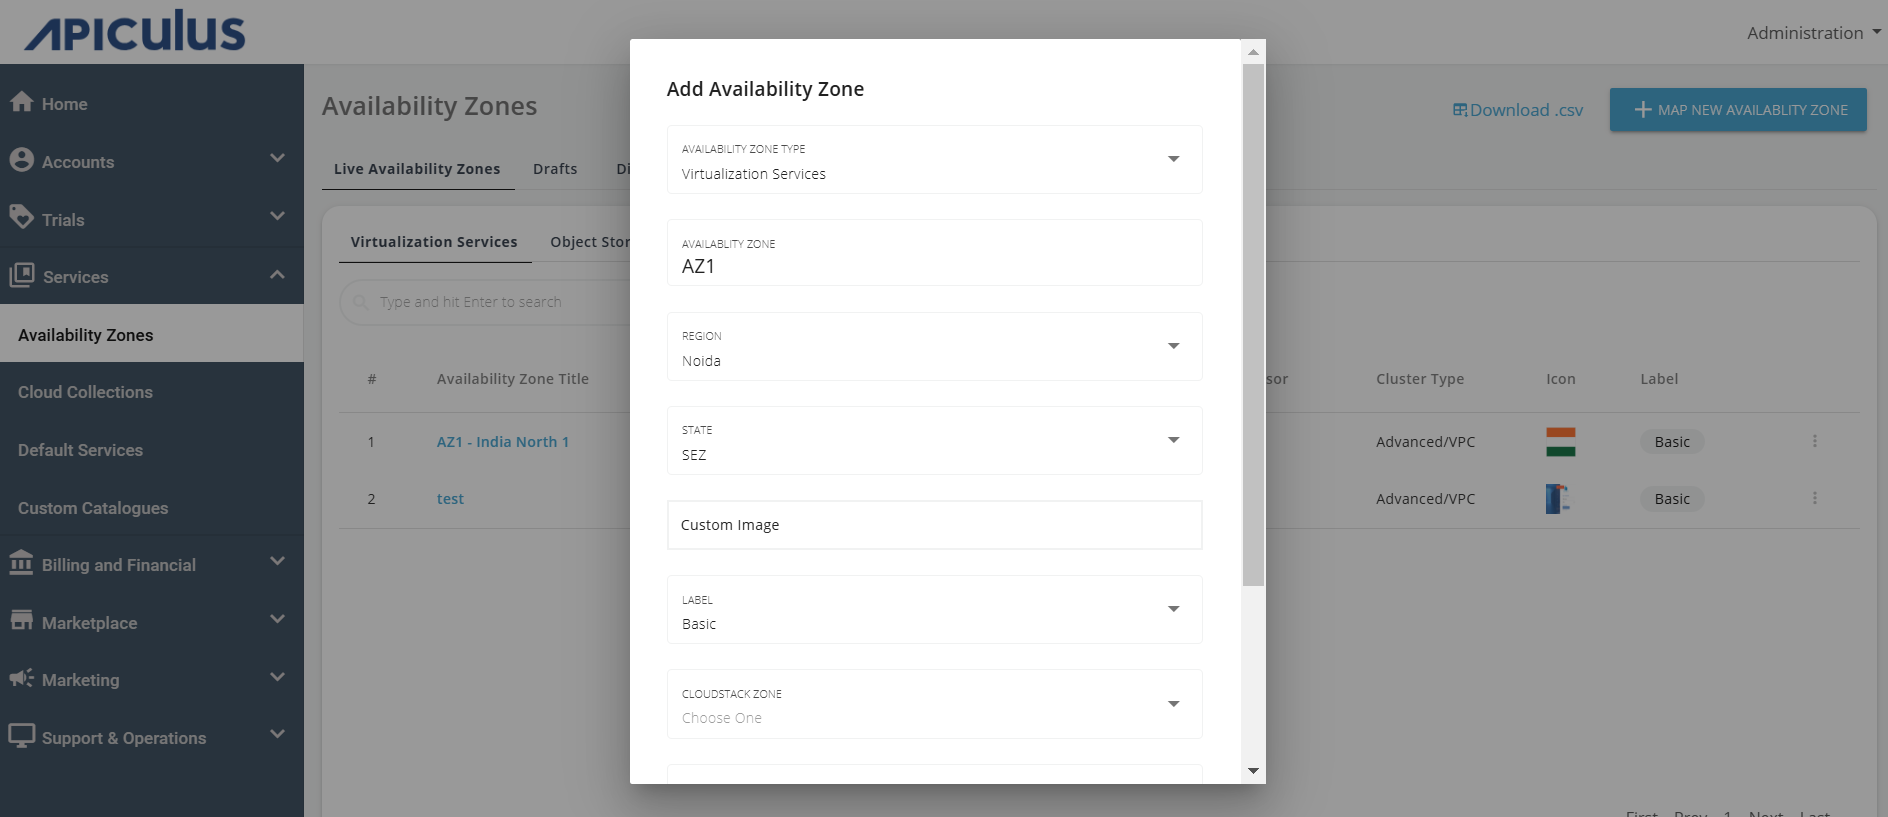 APICULUS
Administration
Home
Accounts
Trials
Services
Availability Zones
Cloud Collections
Default Services
Custom Catalogues
Billing and Financial
Marketplace
Marketing
Support & Operations
Availability Zones
Download .csv
MAP NEW AVAILABLITY ZONE
Live Availability Zones Drafts
Virtualization Services Object
Type and hit Enter to search
# Availability Zone Title Cluster Type Icon Label
1 AZ1 - India North 1 Advanced/VPC Basic
2 test Advanced/VPC Basic
Add Availability Zone
AVAILABILITY ZONE TYPE
Virtualization Services
AVAILABLITY ZONE
AZ1
REGION
Noida
STATE
SEZ
Custom Image
LABEL
Basic
CLOUDSTACK ZONE
Choose One
First Prev 1 Next Last